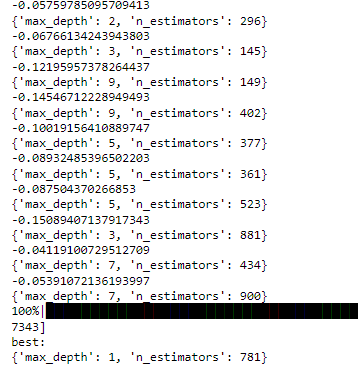 -0.05759785095709413
{'max_depth': 2, 'n_estimators': 296}
-0.06766134243943803
{'max_depth': 3, 'n_estimators': 145}
-0.12195957378264437
{'max_depth': 9, 'n_estimators': 149}
-0.14546712228949493
{'max_depth': 9, 'n_estimators': 402}
-0.10019156410889747
{'max_depth': 5, 'n_estimators': 377}
-0.08932485396502203
{'max_depth': 5, 'n_estimators': 361}
-0.087504370266853
{'max_depth': 5, 'n_estimators': 523}
-0.15089407137917343
{'max_depth': 3, 'n_estimators': 881}
-0.04119100729512709
{'max_depth': 7, 'n_estimators': 434}
-0.05391072136193997
{'max_depth': 7, 'n_estimators': 900}
100%|
7343]
best:
{'max_depth': 1, 'n_estimators': 781}